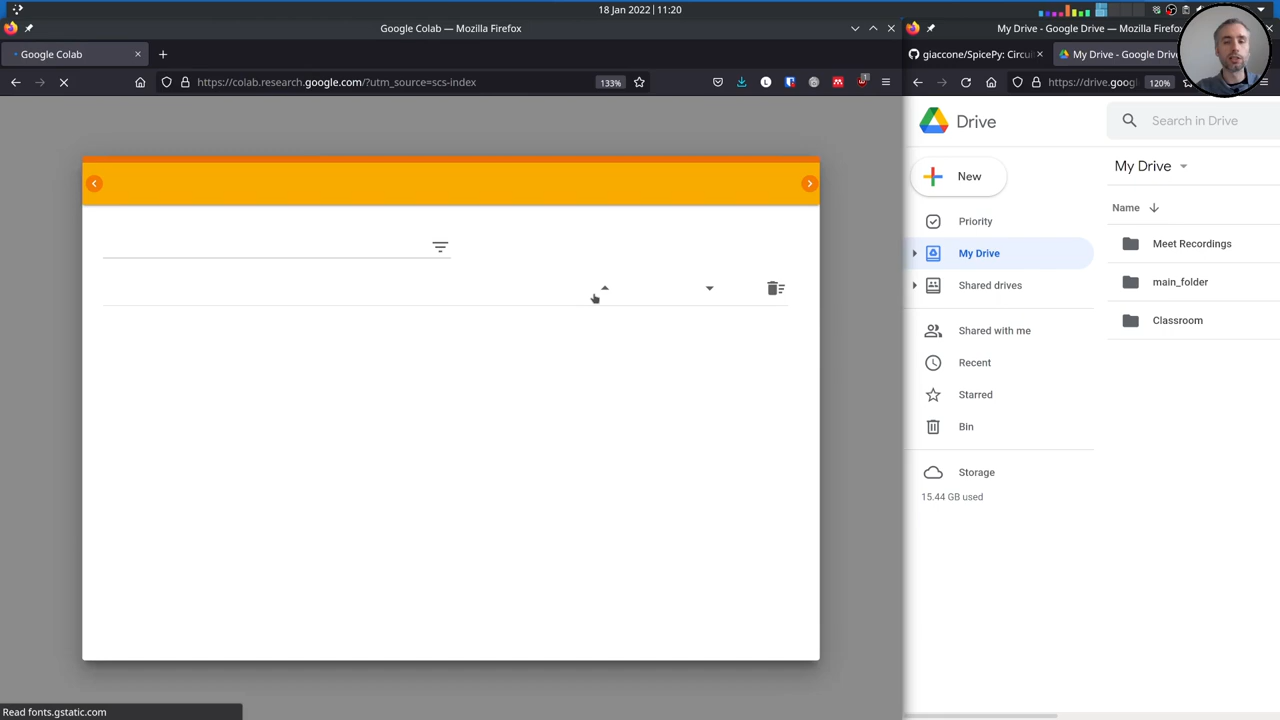 18 Jan 2022 | 11:20
Google Colab — Mozilla Firefox
Google Colab
https://colab.research.google.com/?utm_source=scs-index
133%
Read fonts.gstatic.com
My Drive - Google Drive — Mozilla Firefox
giaccone/SpicePy: Circui
My Drive - Google Driv
https://drive.goog
120%
Drive
Search in Drive
New
My Drive
Priority
Name
My Drive
Meet Recordings
Shared drives
main_folder
Shared with me
Classroom
Recent
Starred
Bin
Storage
15.44 GB used